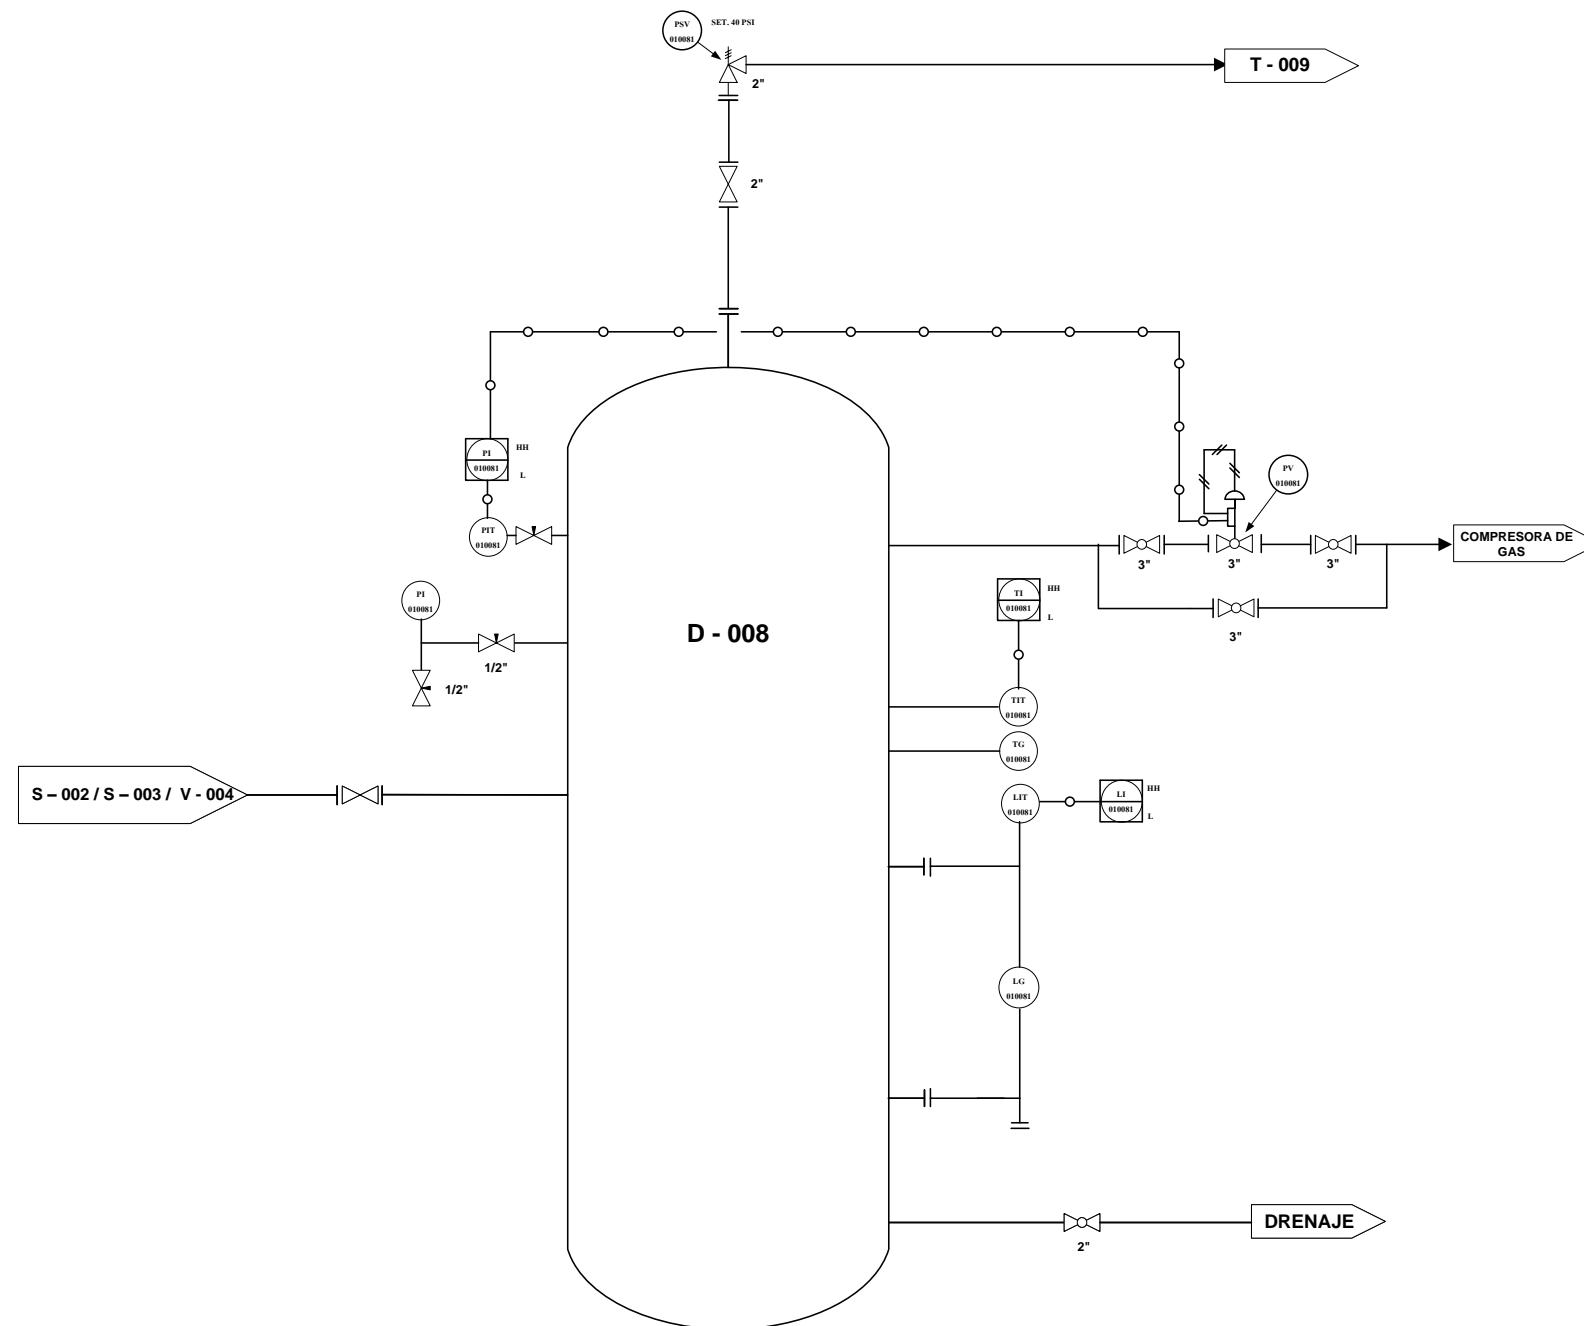 PSV
010081
SET. 40 PSI
T - 009
2"
2"
PI
010081
HH
L
PIT
010081
PV
010081
COMPRESORA DE
GAS
3"
3"
3"
3"
PI
010081
1/2"
1/2"
TI
010081
HH
L
D - 008
TIT
010081
TG
010081
S – 002 / S – 003 / V - 004
LIT
010081
LI
010081
HH
L
LG
010081
DRENAJE
2"